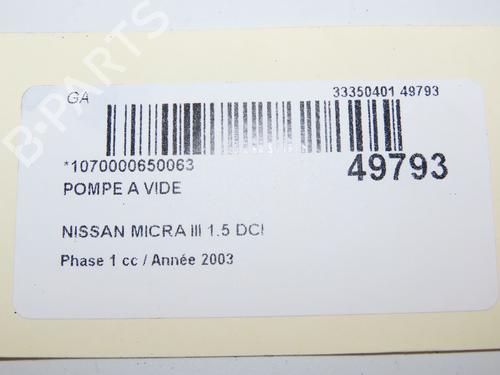 B-PARTS
GA 33350401 49793
*1070000650063 49793
POMPE A VIDE
NISSAN MICRA III 1.5 DCI
Phase 1 cc / Année 2003